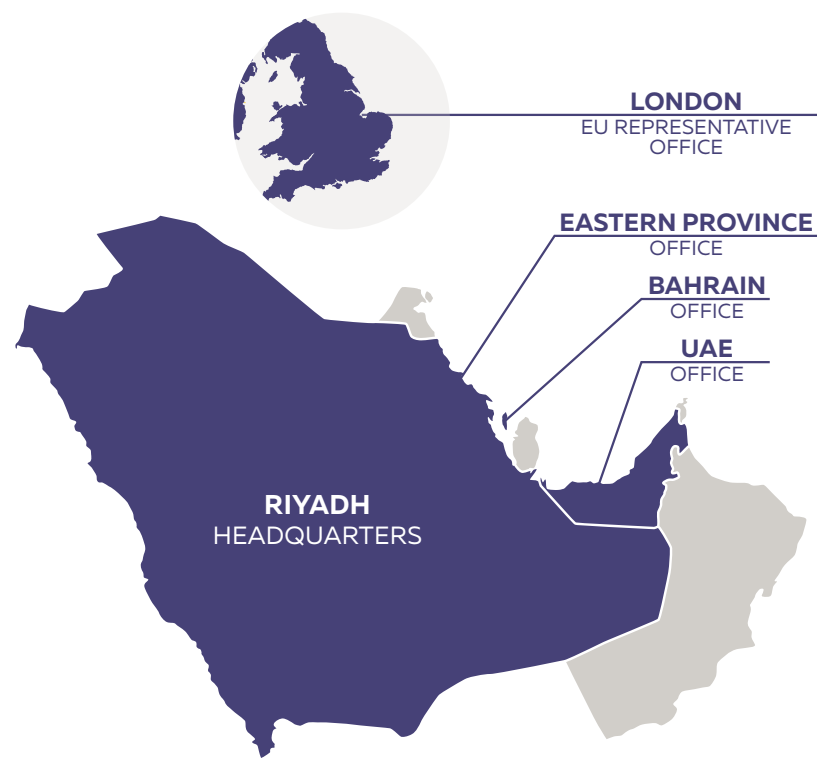 LONDON
EU REPRESENTATIVE
OFFICE
EASTERN PROVINCE
OFFICE
BAHRAIN
OFFICE
UAE
OFFICE
RIYADH
HEADQUARTERS